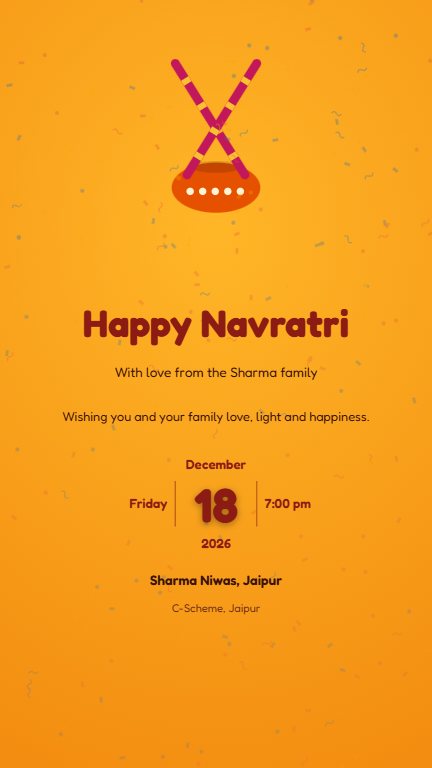 Happy Navratri
With love from the Sharma family
Wishing you and your family love, light and happiness.
December
Friday 18 7:00 pm
2026
Sharma Niwas, Jaipur
C-Scheme, Jaipur